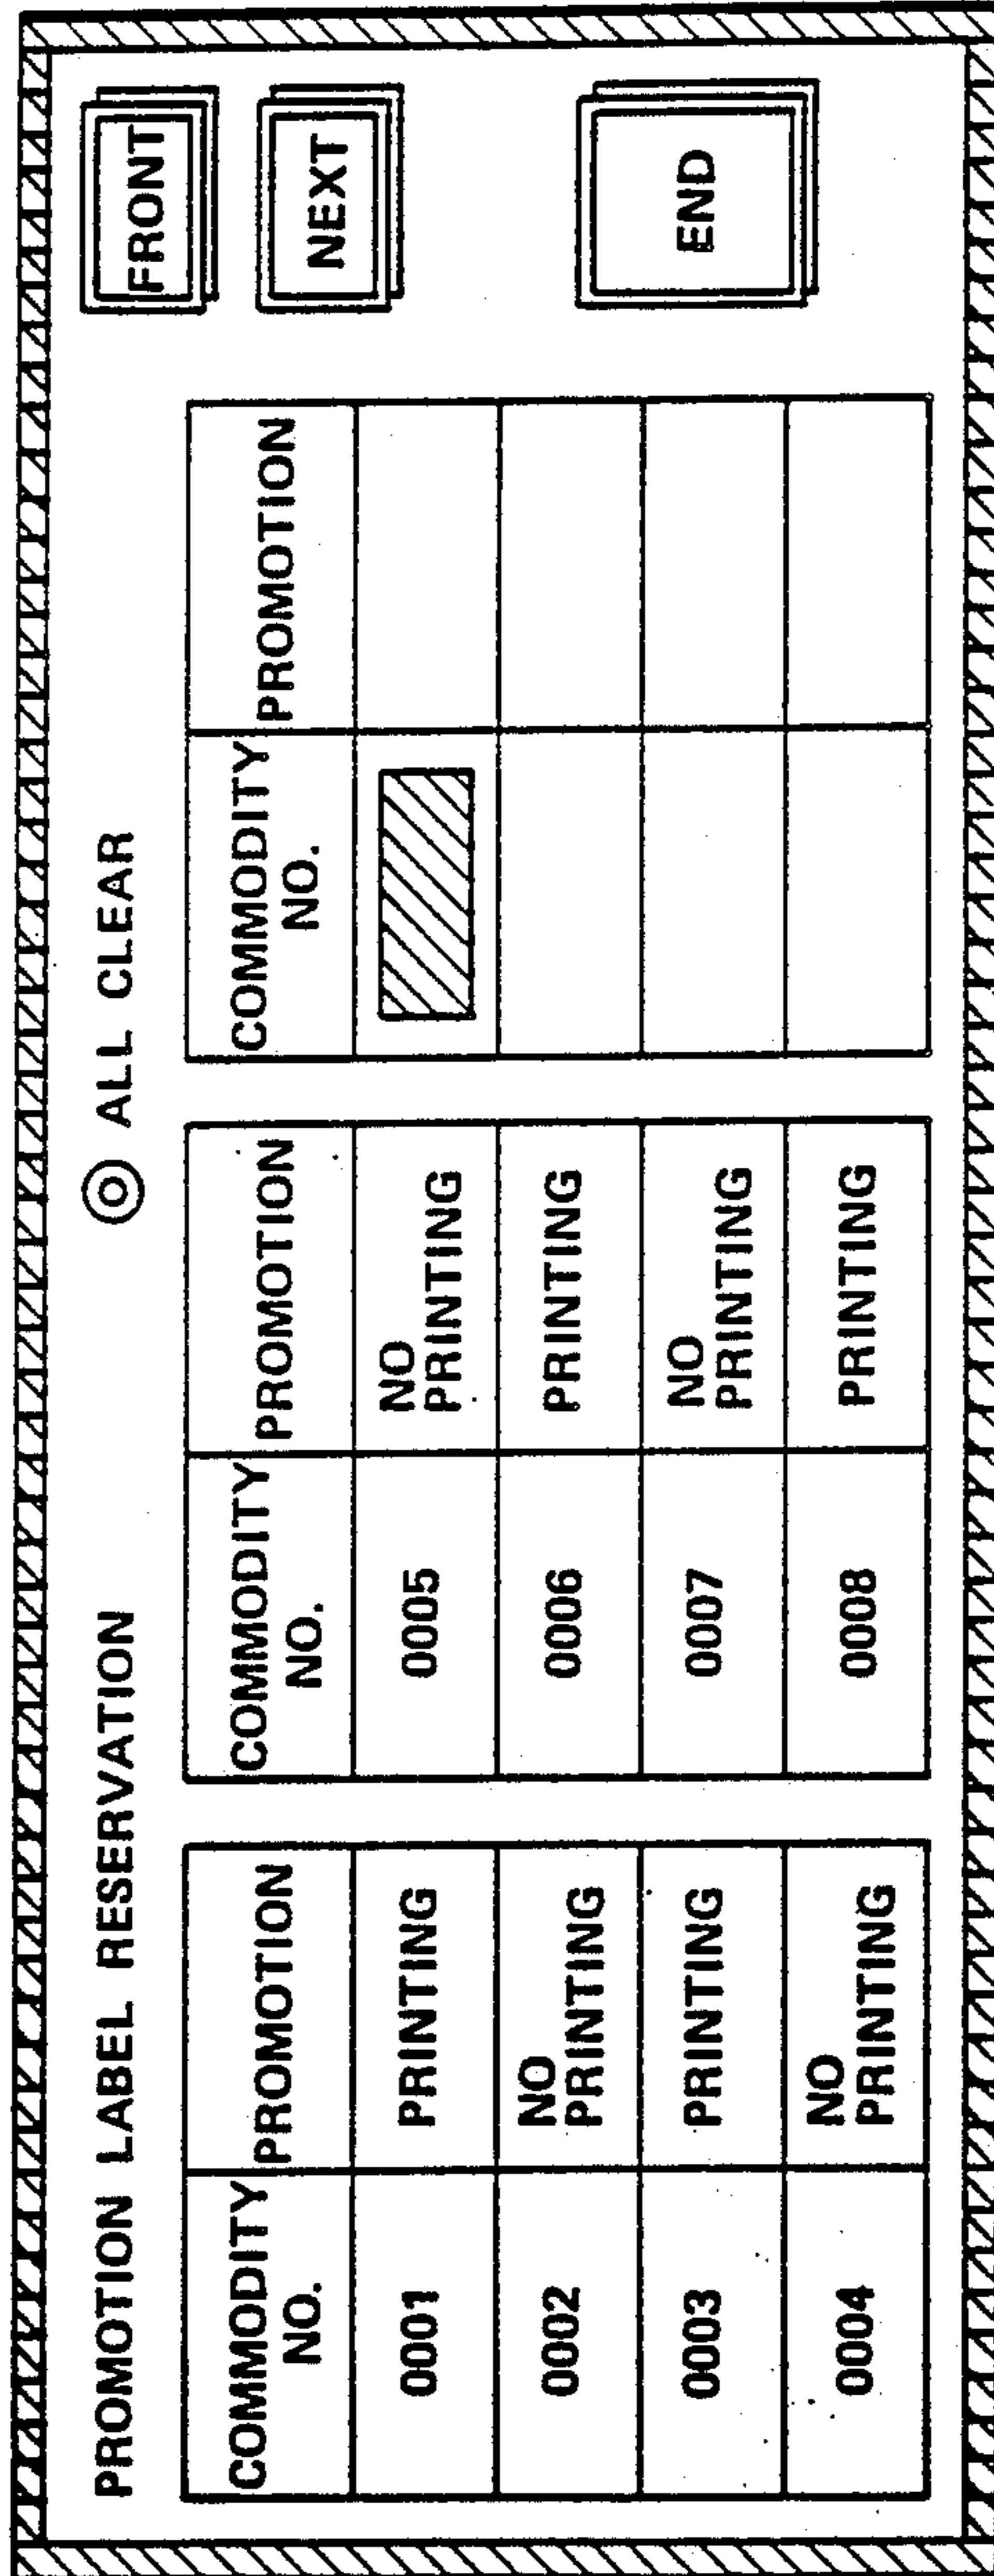 PROMOTION LABEL RESERVATION
ALL CLEAR
COMMODITY NO. PROMOTION
0001 PRINTING
0002 NO PRINTING
0003 PRINTING
0004 NO PRINTING
COMMODITY NO. PROMOTION
0005 NO PRINTING
0006 PRINTING
0007 NO PRINTING
0008 PRINTING
COMMODITY NO. PROMOTION
FRONT
NEXT
END